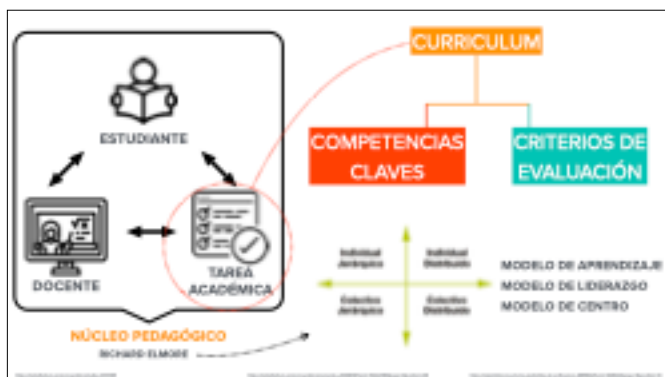 CURRICULUM
ESTUDIANTE
COMPETENCIAS
CLAVES
CRITERIOS DE
EVALUACIÓN
DOCENTE
TAREA
ACADÉMICA
Individual
Jerárquico
Individual
Distribuido
Colectivo
Jerárquico
Colectivo
Distribuido
MODELO DE APRENDIZAJE
MODELO DE LIDERAZGO
MODELO DE CENTRO
NÚCLEO PEDAGÓGICO
RICHARD ELMORE